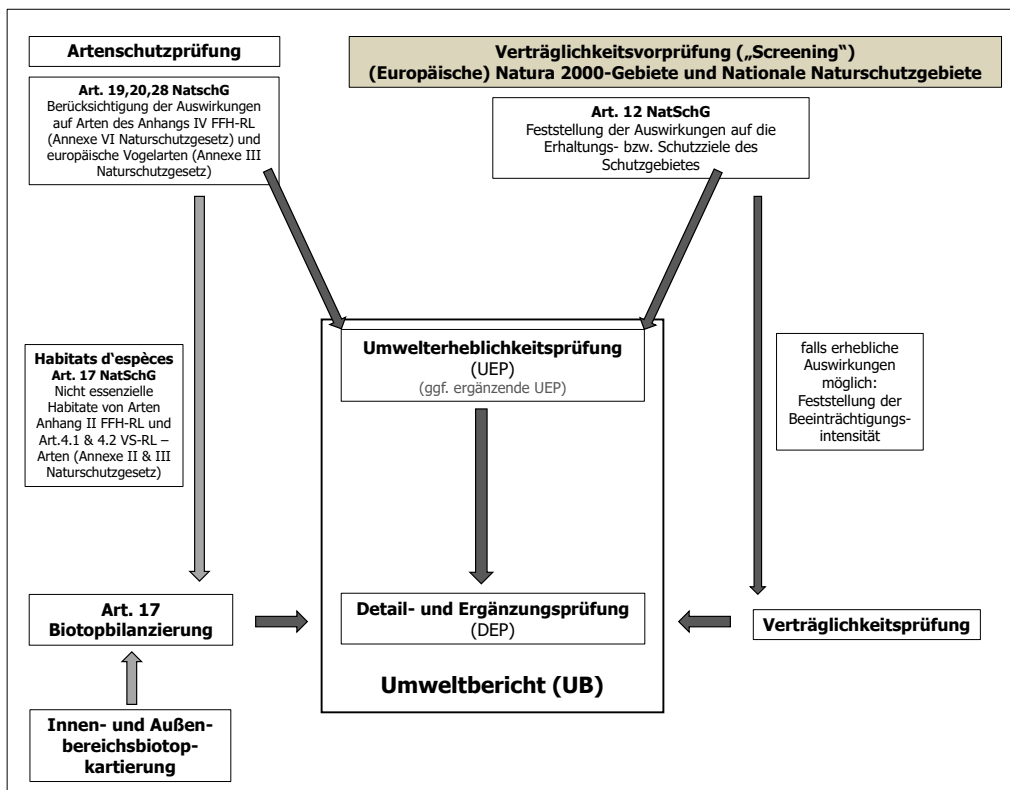 Artenschutzprüfung
Art. 19,20,28 NatschG
Berücksichtigung der Auswirkungen
auf Arten des Anhangs IV FFH-RL
(Annexe VI Naturschutzgesetz) und
europäische Vogelarten (Annexe III
Naturschutzgesetz)
Verträglichkeitsvorprüfung („Screening“)
(Europäische) Natura 2000-Gebiete und Nationale Naturschutzgebiete
Art. 12 NatSchG
Feststellung der Auswirkungen auf die
Erhaltungs- bzw. Schutzziele des
Schutzgebietes
Habitats d'espèces
Art. 17 NatSchG
Nicht essenzielle
Habitate von Arten
Anhang II FFH-RL und
Art.4.1 & 4.2 VS-RL –
Arten (Annexe II & III
Naturschutzgesetz)
Umwelterheblichkeitsprüfung
(UEP)
(ggf. ergänzende UEP)
falls erhebliche
Auswirkungen
möglich:
Feststellung der
Beeinträchtigungs-
intensität
Art. 17
Biotopbilanzierung
Detail- und Ergänzungsprüfung
(DEP)
Verträglichkeitsprüfung
Umweltbericht (UB)
Innen- und Außen-
bereichsbiotop-
kartierung